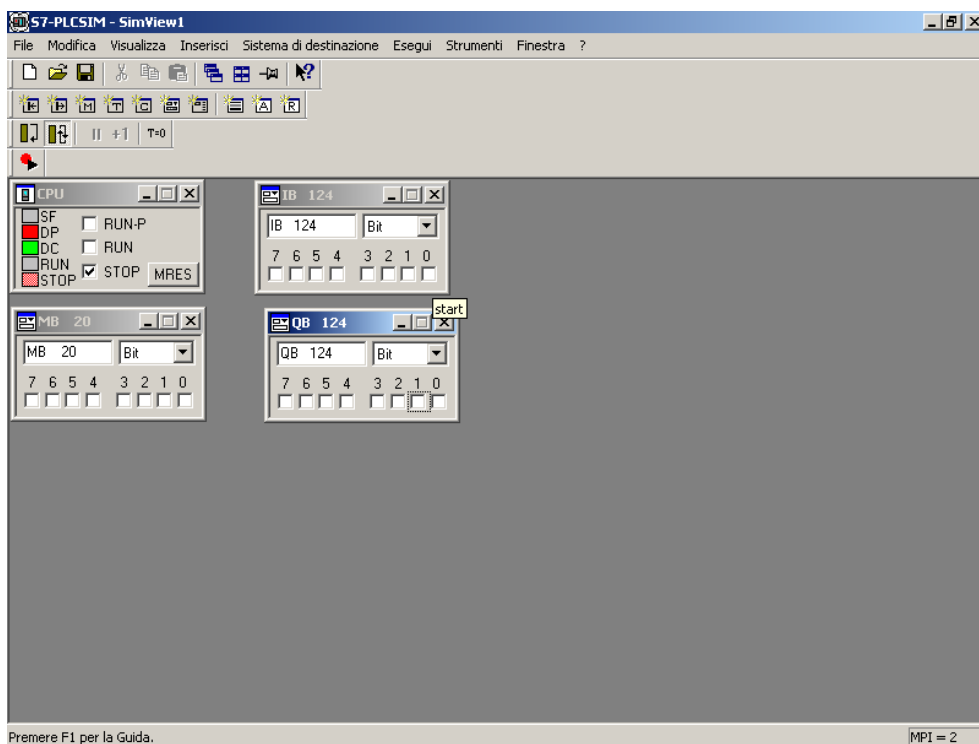 S7-PLCSIM - SimView1
File Modifica Visualizza Inserisci Sistema di destinazione Esegui Strumenti Finestra ?
II +1 T=0
CPU
SF
DP
DC
RUN
STOP
RUN-P
RUN
STOP
MRES
IB 124
IB 124 Bit
7 6 5 4 3 2 1 0
start
MB 20
MB 20 Bit
7 6 5 4 3 2 1 0
QB 124
QB 124 Bit
7 6 5 4 3 2 1 0
Premere F1 per la Guida.
MPI = 2